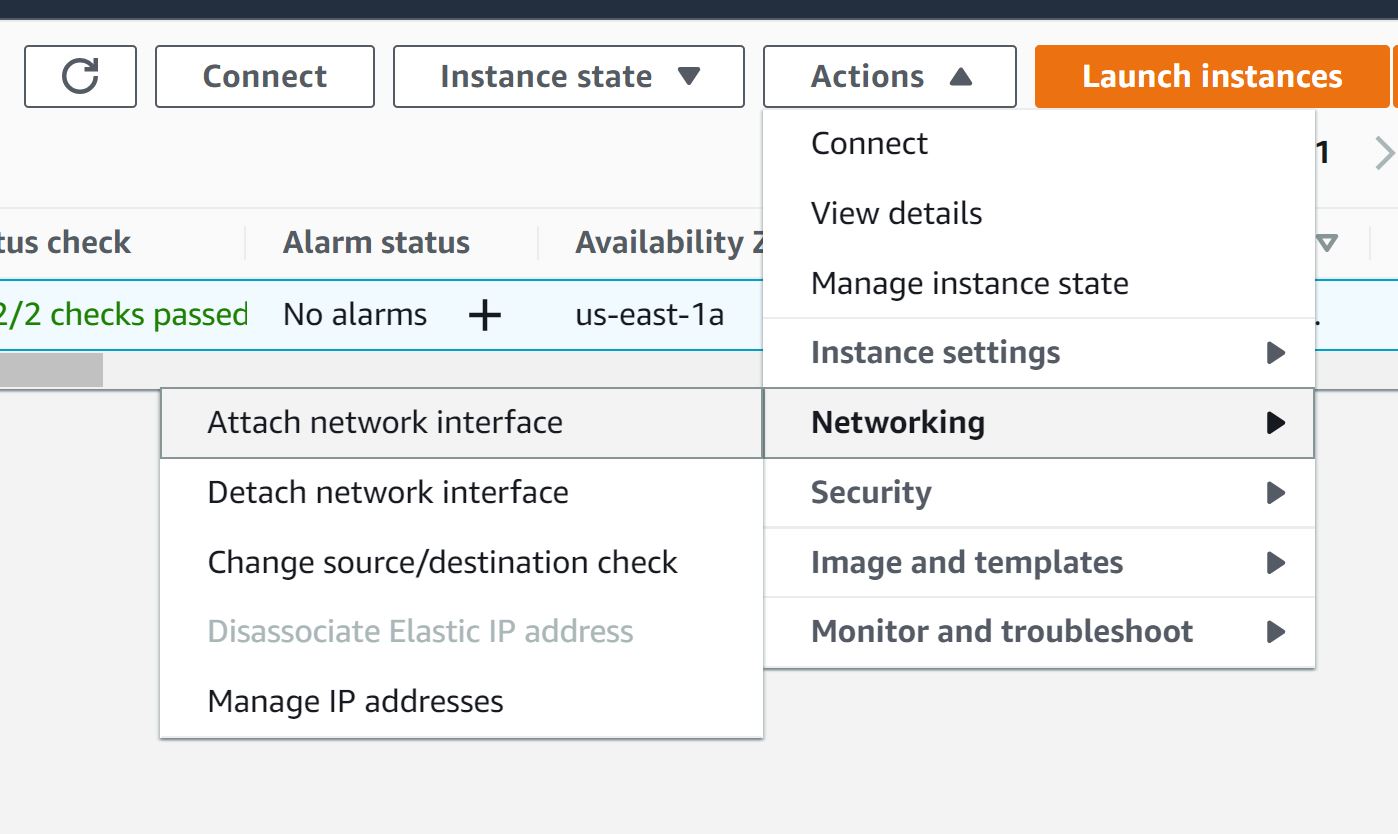 Connect
Instance state
Actions
Launch instances
Connect
1
View details
tus check
Alarm status
Availability
Manage instance state
2/2 checks passed
No alarms
us-east-1a
Instance settings
Attach network interface
Networking
Detach network interface
Security
Change source/destination check
Image and templates
Disassociate Elastic IP address
Monitor and troubleshoot
Manage IP addresses